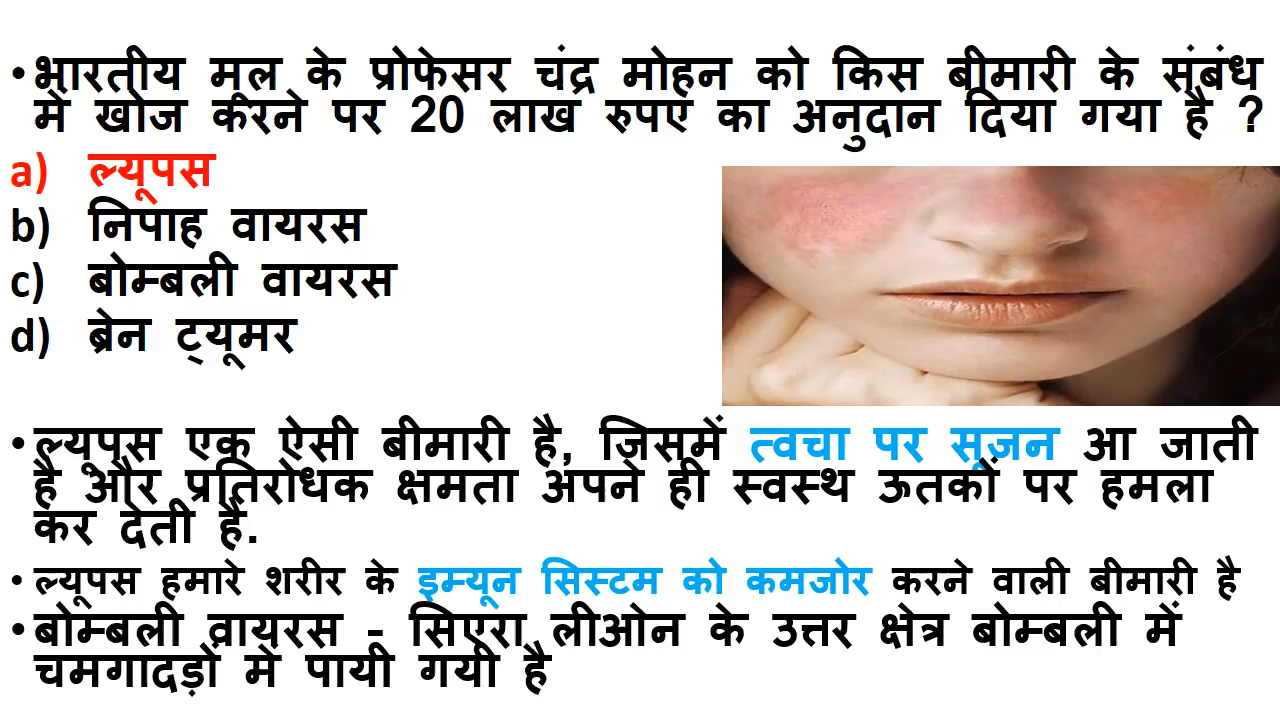 • भारतीय मूल के प्रोफेसर चंद्र मोहन को किस बीमारी के संबंध
में खोज करने पर 20 लाख रुपए का अनुदान दिया गया है ?
a) ल्यूपस
b) निपाह वायरस
c) बोम्बली वायरस
d) ब्रेन ट्यूमर
• ल्यूपस एक ऐसी बीमारी है, जिसमें त्वचा पर सूजन आ जाती
है और प्रतिरोधक क्षमता अपने ही स्वस्थ ऊतकों पर हमला
कर देती है.
• ल्यूपस हमारे शरीर के इम्यून सिस्टम को कमजोर करने वाली बीमारी है
• बोम्बली वायरस - सिएरा लीओन के उत्तर क्षेत्र बोम्बली में
चमगादड़ों में पायी गयी है